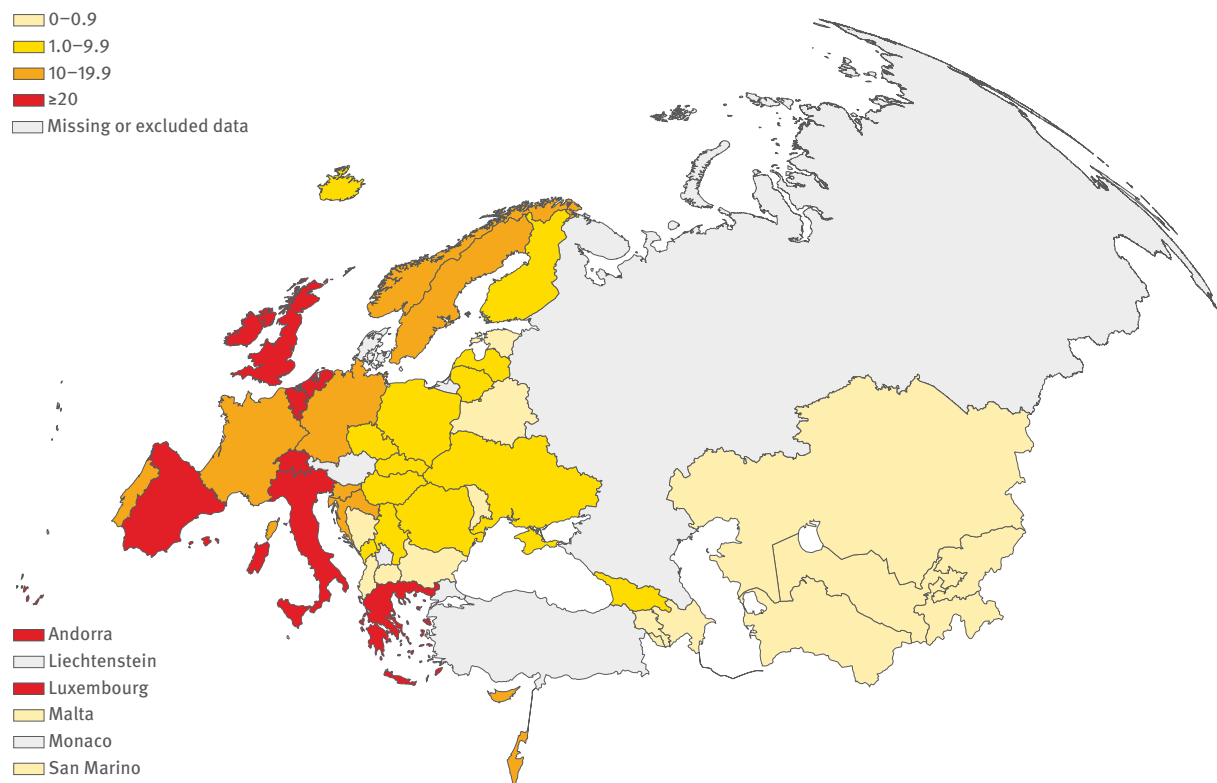 0–0.9
1.0–9.9
10–19.9
≥20
Missing or excluded data
Andorra
Liechtenstein
Luxembourg
Malta
Monaco
San Marino